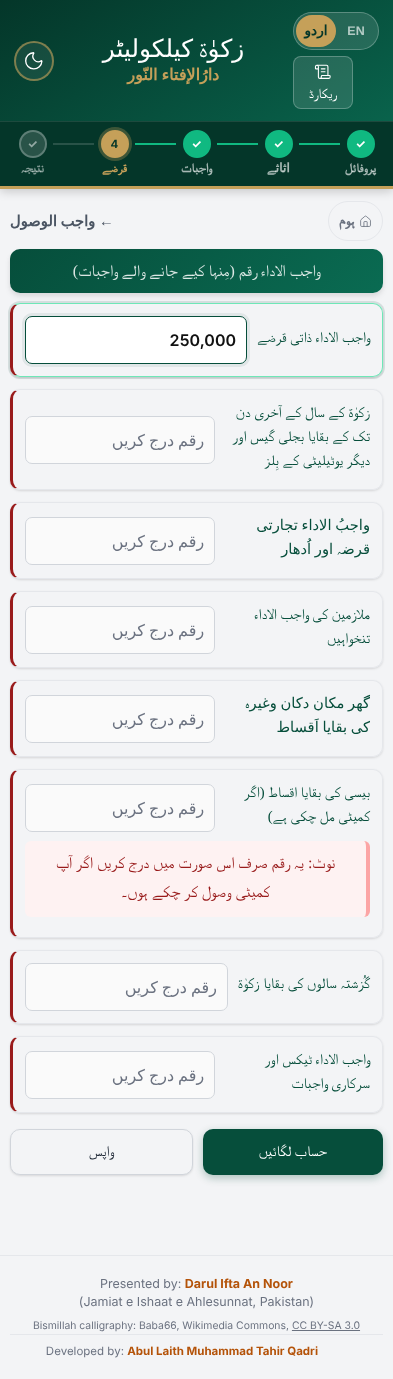 EN
اردو
زکوٰۃ کیلکولیٹر
دارُالإفتاء النّور
ریکارڈ
پروفائل
اثاثے
واجبات
4
قرضے
نتیجہ
ہوم
← واجب الوصول
واجب الاداء رقم (مِنہا کیے جانے والے واجبات)
واجب الاداء ذاتی قرضے
250,000
زکوٰۃ کے سال کے آخری دن
تک کے بقایا بجلی گیس اور
دیگر یوٹیلیٹی کے بِلز
رقم درج کریں
واجبُ الاداء تجارتی
قرضہ اور اُدھار
رقم درج کریں
ملازمین کی واجب الاداء
تنخواہیں
رقم درج کریں
گھر مکان دکان وغیرہ
کی بقایا اَقساط
رقم درج کریں
بیسی کی بقایا اقساط (اگر
کمیٹی مل چکی ہے)
رقم درج کریں
نوٹ: یہ رقم صرف اس صورت میں درج کریں اگر آپ
کمیٹی وصول کر چکے ہوں۔
گُزشتہ سالوں کی بقایا زکوٰۃ
رقم درج کریں
واجب الاداء ٹیکس اور
سرکاری واجبات
رقم درج کریں
حساب لگائیں
واپس
Presented by: Darul Ifta An Noor
(Jamiat e Ishaat e Ahlesunnat, Pakistan)
Bismillah calligraphy: Baba66, Wikimedia Commons, CC BY-SA 3.0
Developed by: Abul Laith Muhammad Tahir Qadri